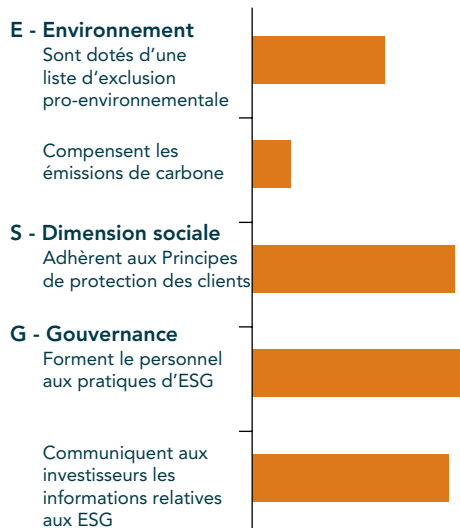 E - Environnement
Sont dotés d’une
liste d’exclusion
pro-environnementale
Compensent les
émissions de carbone
S - Dimension sociale
Adhèrent aux Principes
de protection des clients
G - Gouvernance
Forment le personnel
aux pratiques d’ESG
Communiquent aux
investisseurs les
informations relatives
aux ESG